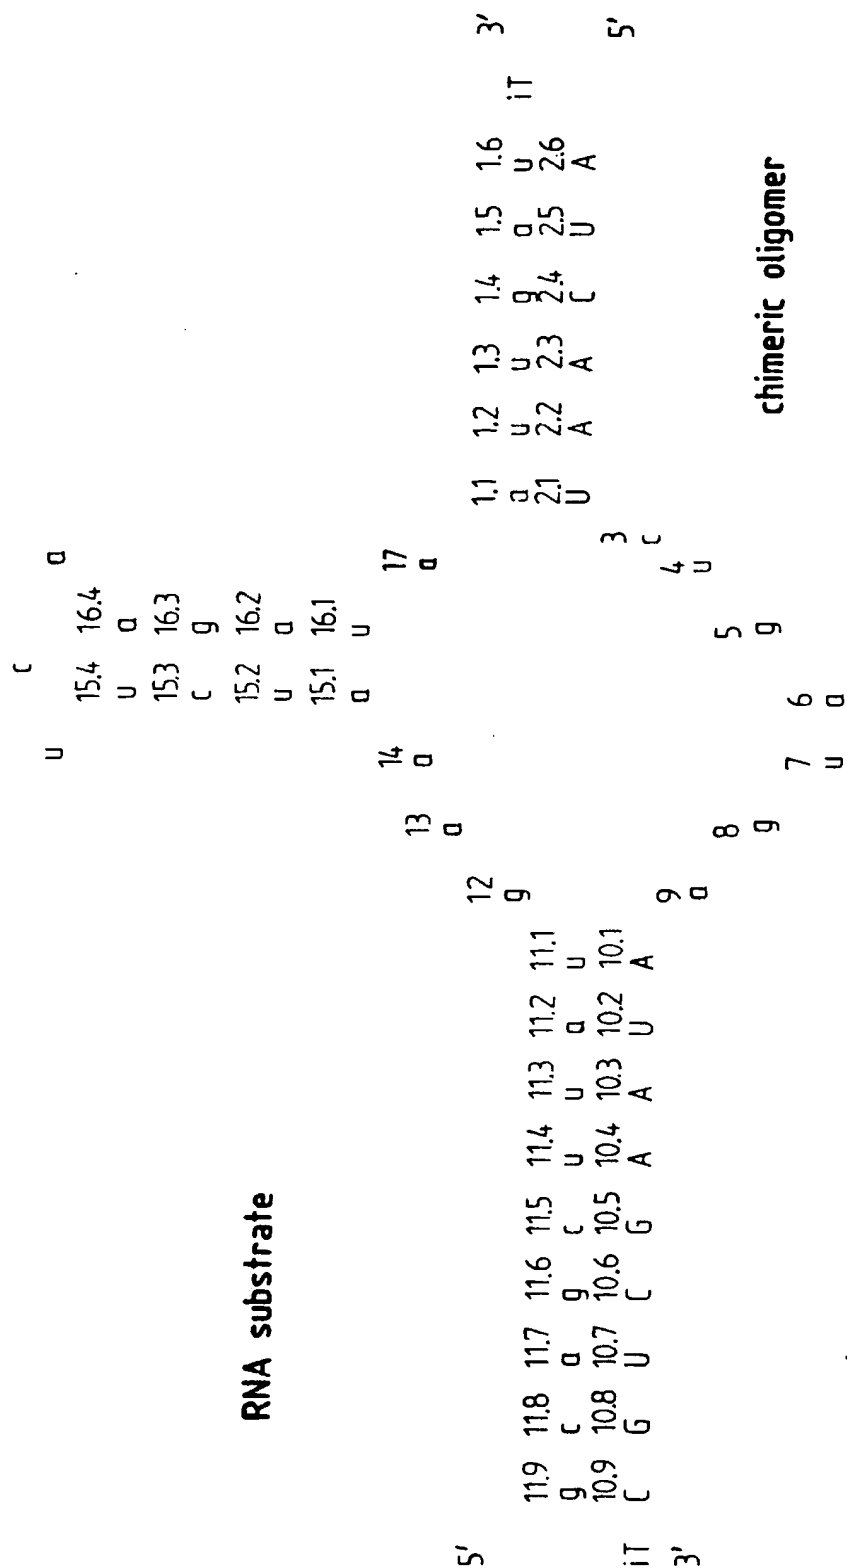 c
u a
15.4 16.4
u a
15.3 16.3
c g
15.2 16.2
RNA substrate
u a
15.1 16.1
a u
14 17
13 a a
a
5' 12 1.1 1.2 1.3 1.4 1.5 1.6 3'
g a u u g a u iT
11.9 11.8 11.7 11.6 11.5 11.4 11.3 11.2 11.1 2.1 2.2 2.3 2.4 2.5 2.6
g c a g c u u a u U A A C U A
10.9 10.8 10.7 10.6 10.5 10.4 10.3 10.2 10.1 3 5'
iT C G U C G A A U A c
9 4
3' a u
8 5
g g
chimeric oligomer
7 6
u a